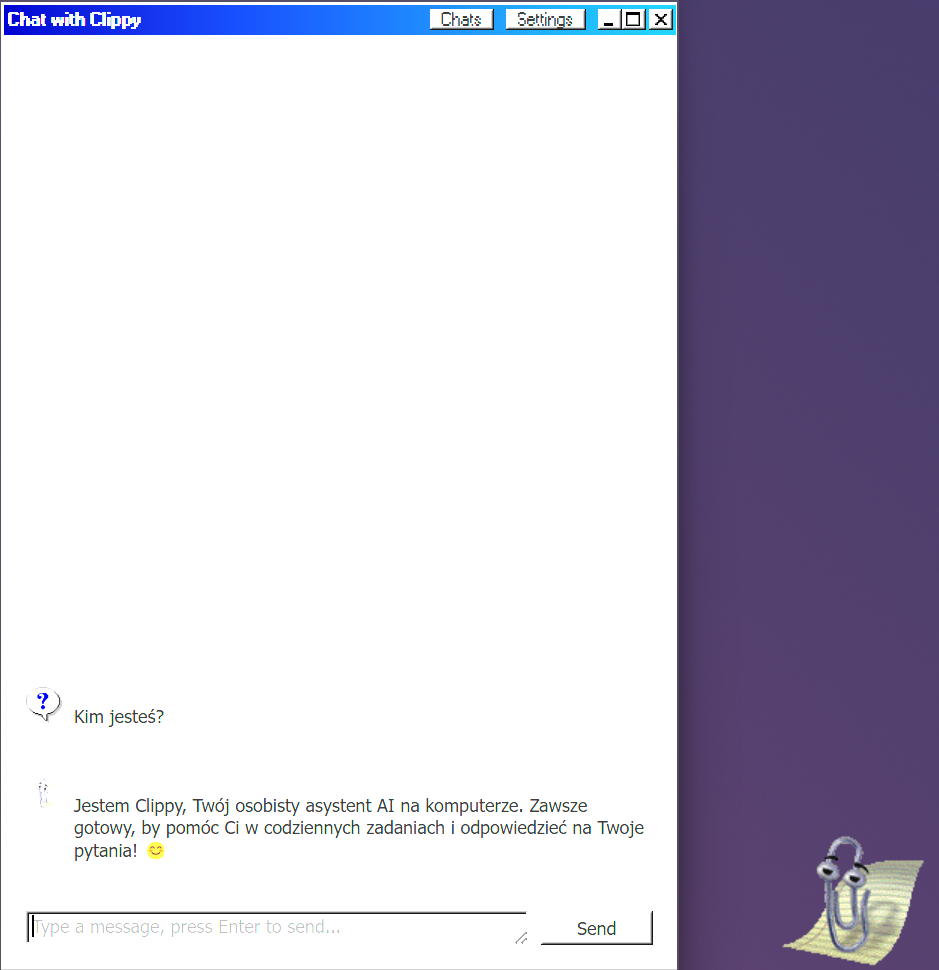 Chat with Clippy Chats Settings
?
Kim jesteś?
Jestem Clippy, Twój osobisty asystent AI na komputerze. Zawsze
gotowy, by pomóc Ci w codziennych zadaniach i odpowiedzieć na Twoje
pytania! 😊
Type a message, press Enter to send... Send